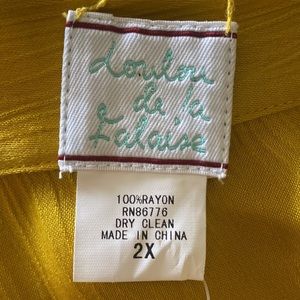 loulou
de la
Falaise
100%RAYON
RN86776
DRY CLEAN
MADE IN CHINA
2X